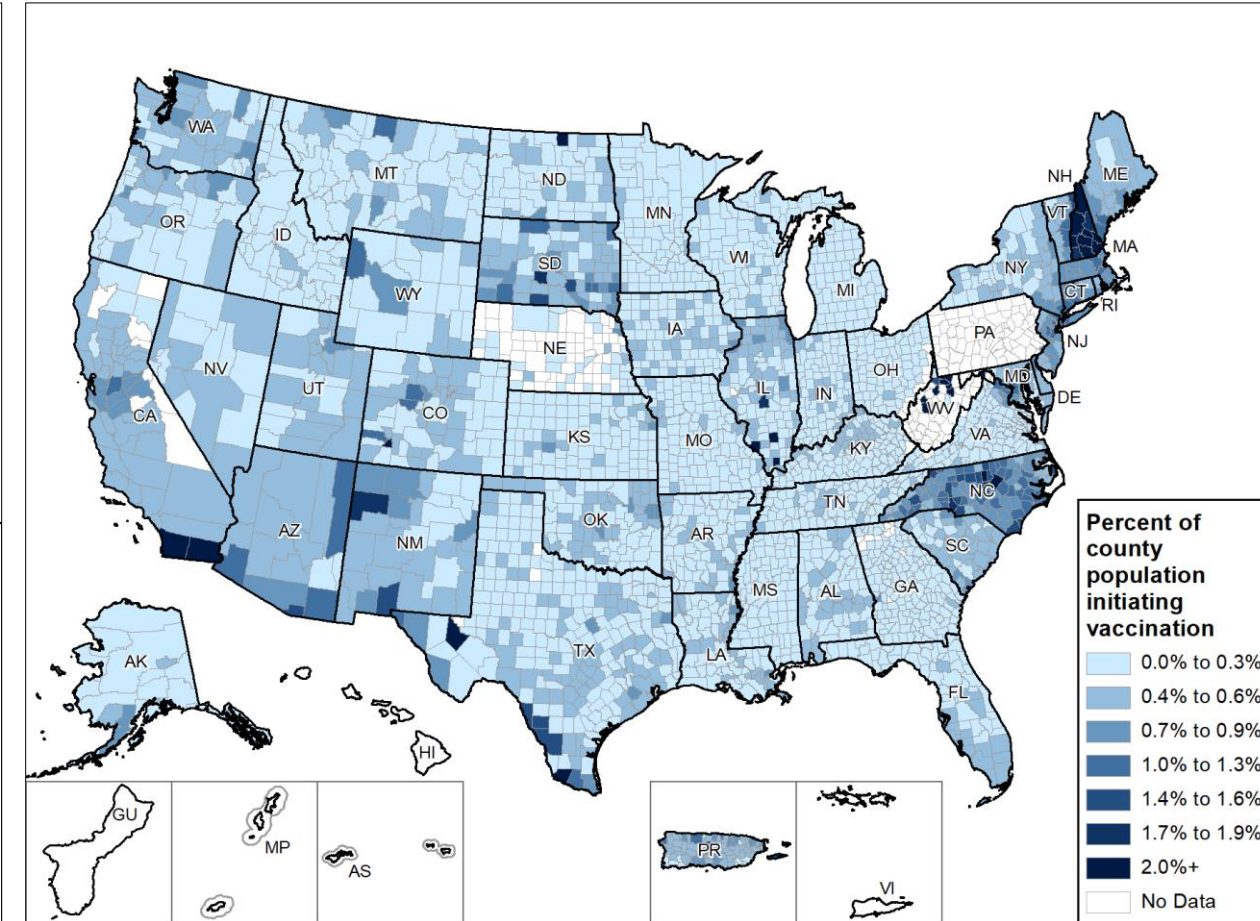 WA
MT
ND
MN
ME
NH
VT
OR
ID
SD
WI
NY
MA
WY
MI
CT
RI
IA
PA
NJ
NE
NV
OH
UT
IL
IN
MD
DE
CA
CO
WV
KS
MO
KY
VA
NC
TN
AZ
NM
OK
AR
SC
MS
AL
GA
TX
LA
FL
AK
HI
GU
MP
AS
PR
VI
Percent of
county
population
initiating
vaccination
0.0% to 0.3%
0.4% to 0.6%
0.7% to 0.9%
1.0% to 1.3%
1.4% to 1.6%
1.7% to 1.9%
2.0%+
No Data